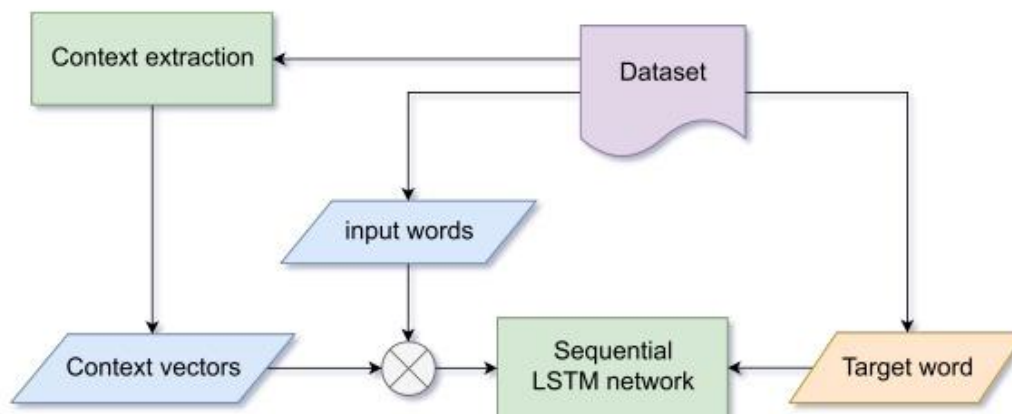 Context extraction
Dataset
input words
Context vectors
Sequential
LSTM network
Target word